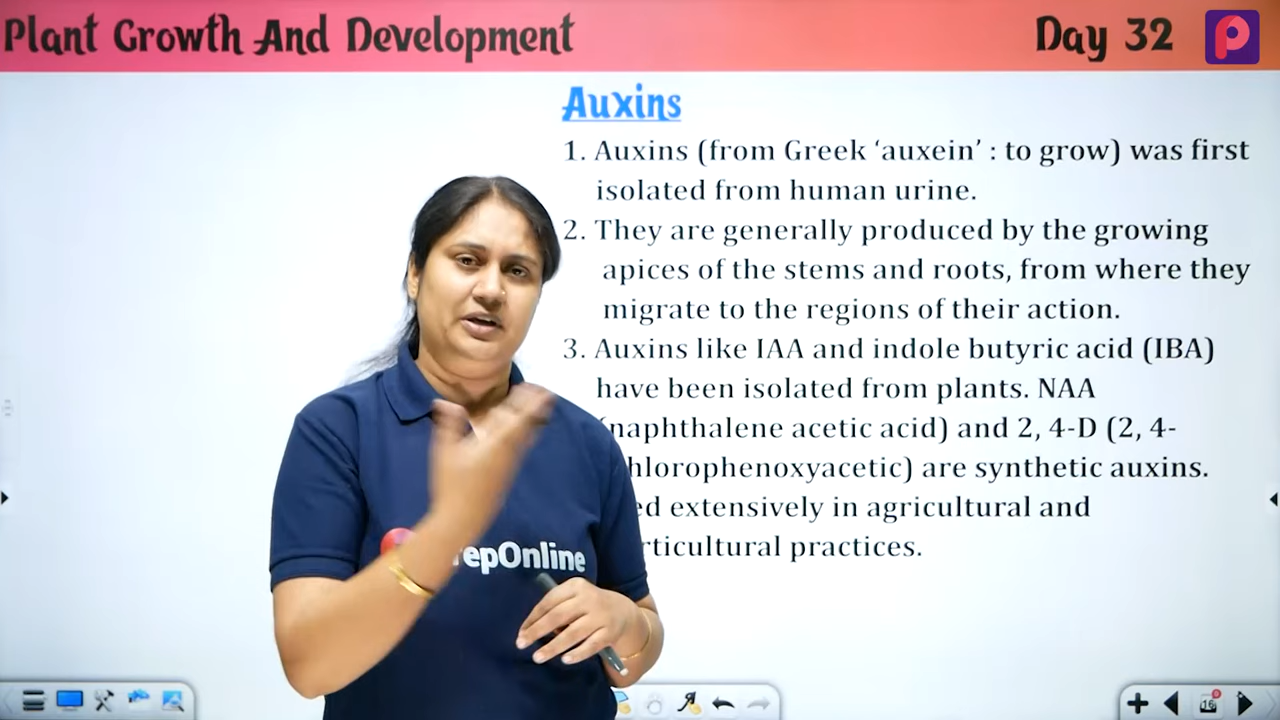 Plant Growth And Development
Day 32
Auxins
1. Auxins (from Greek ‘auxein’ : to grow) was first
isolated from human urine.
2. They are generally produced by the growing
apices of the stems and roots, from where they
migrate to the regions of their action.
3. Auxins like IAA and indole butyric acid (IBA)
have been isolated from plants. NAA
(naphthalene acetic acid) and 2, 4-D (2, 4-
hlorophenoxyacetic) are synthetic auxins.
ed extensively in agricultural and
rticultural practices.
repOnline
16